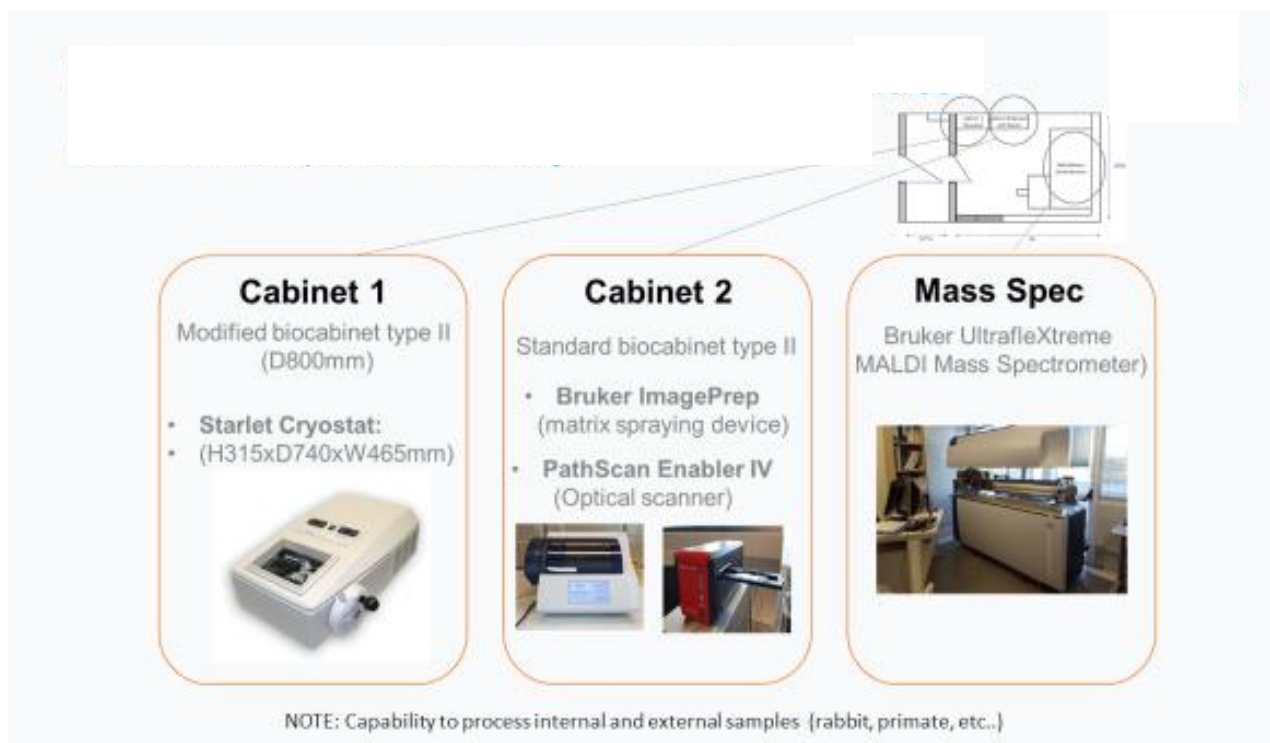 Cabinet 1
Modified biocabinet type II
(D800mm)
• Starlet Cryostat:
• (H315xD740xW465mm)
Cabinet 2
Standard biocabinet type II
• Bruker ImagePrep
(matrix spraying device)
• PathScan Enabler IV
(Optical scanner)
Mass Spec
Bruker UltrafleXtreme
MALDI Mass Spectrometer)
NOTE: Capability to process internal and external samples (rabbit, primate, etc..)